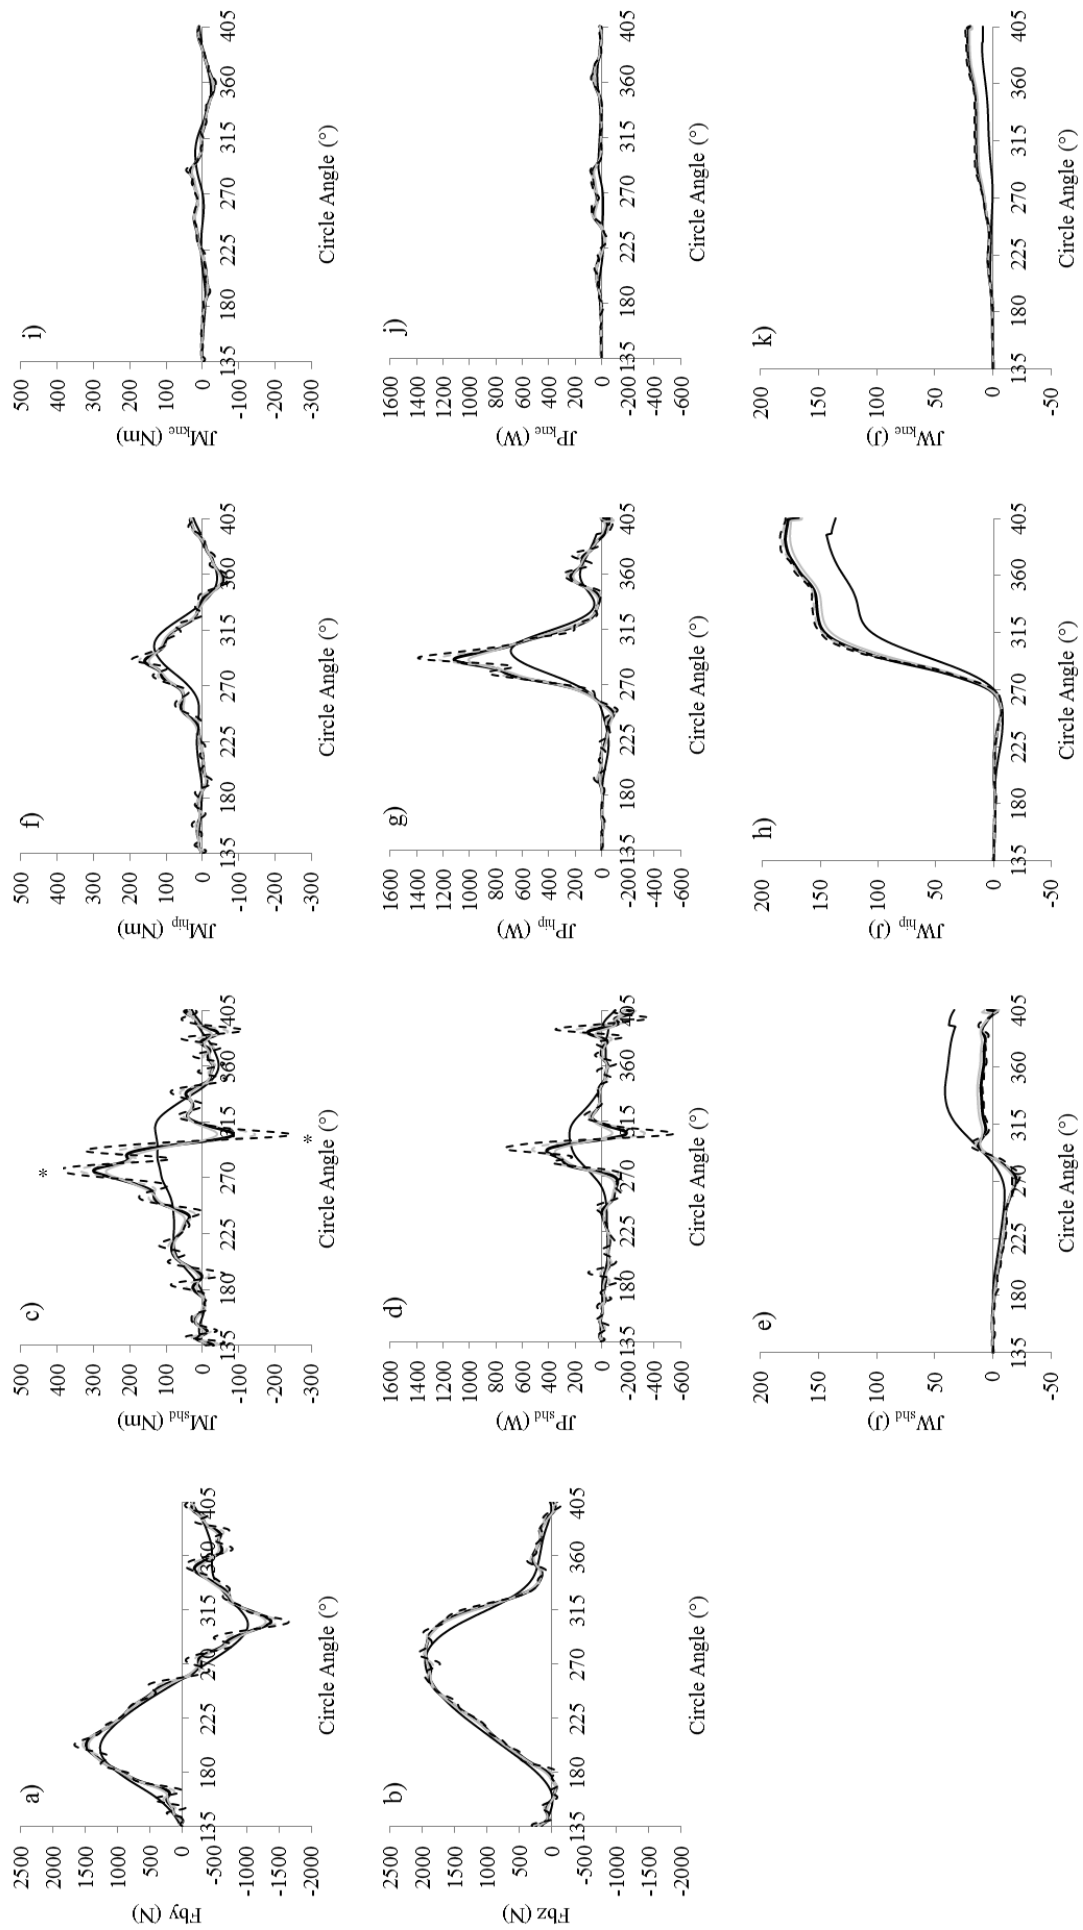 a)
2500
2000
1500
1000
500
0
-500
-1000
-1500
-2000
Fby (N)
135 180 225 270 315 360 405
Circle Angle (°)
b)
2500
2000
1500
1000
500
0
-500
-1000
-1500
-2000
Fbz (N)
135 180 225 270 315 360 405
Circle Angle (°)
c)
500
400
300
200
100
0
-100
-200
-300
JMshd (Nm)
135 180 225 270 315 360 405
*
*
Circle Angle (°)
d)
1600
1400
1200
1000
800
600
400
200
0
-200
-400
-600
JPshd (W)
135 180 225 270 315 360 405
Circle Angle (°)
e)
200
150
100
50
0
-50
JWshd (J)
135 180 225 270 315 360 405
Circle Angle (°)
f)
500
400
300
200
100
0
-100
-200
-300
JMhip (Nm)
135 180 225 270 315 360 405
Circle Angle (°)
g)
1600
1400
1200
1000
800
600
400
200
0
-200
-400
-600
JPhip (W)
135 180 225 270 315 360 405
Circle Angle (°)
h)
200
150
100
50
0
-50
JWhip (J)
135 180 225 270 315 360 405
Circle Angle (°)
i)
500
400
300
200
100
0
-100
-200
-300
JMkne (Nm)
135 180 225 270 315 360 405
Circle Angle (°)
j)
1600
1400
1200
1000
800
600
400
200
0
-200
-400
-600
JPkne (W)
135 180 225 270 315 360 405
Circle Angle (°)
k)
200
150
100
50
0
-50
JWkne (J)
135 180 225 270 315 360 405
Circle Angle (°)